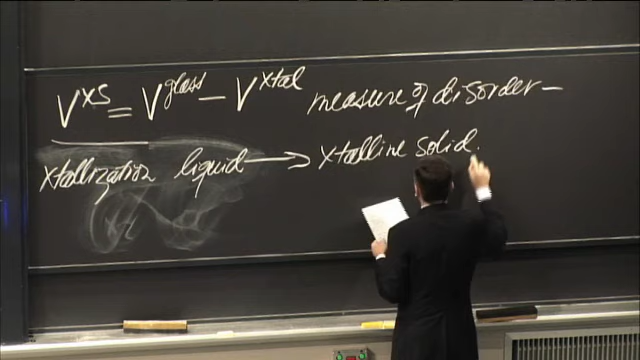 V^xs = V^glass - V^xtal measure of disorder -
xtallization liquid → xtalline solid.